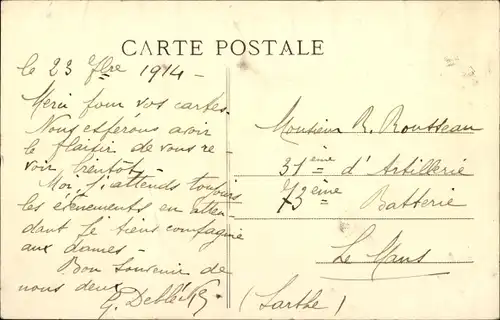 CARTE POSTALE
le 23 7bre 1914 -
Merci pour vos cartes.
Nous espérons avoir
le plaisir de vous re -
voir bientôt -
Moi, j'attends toujours
les évènements en atten-
dant je tiens compagnie
aux dames -
Bon souvenir de
nous deux
Monsieur R. Rousseau
31ème d'Artillerie
73ème Batterie
Le Mans
(Sarthe)